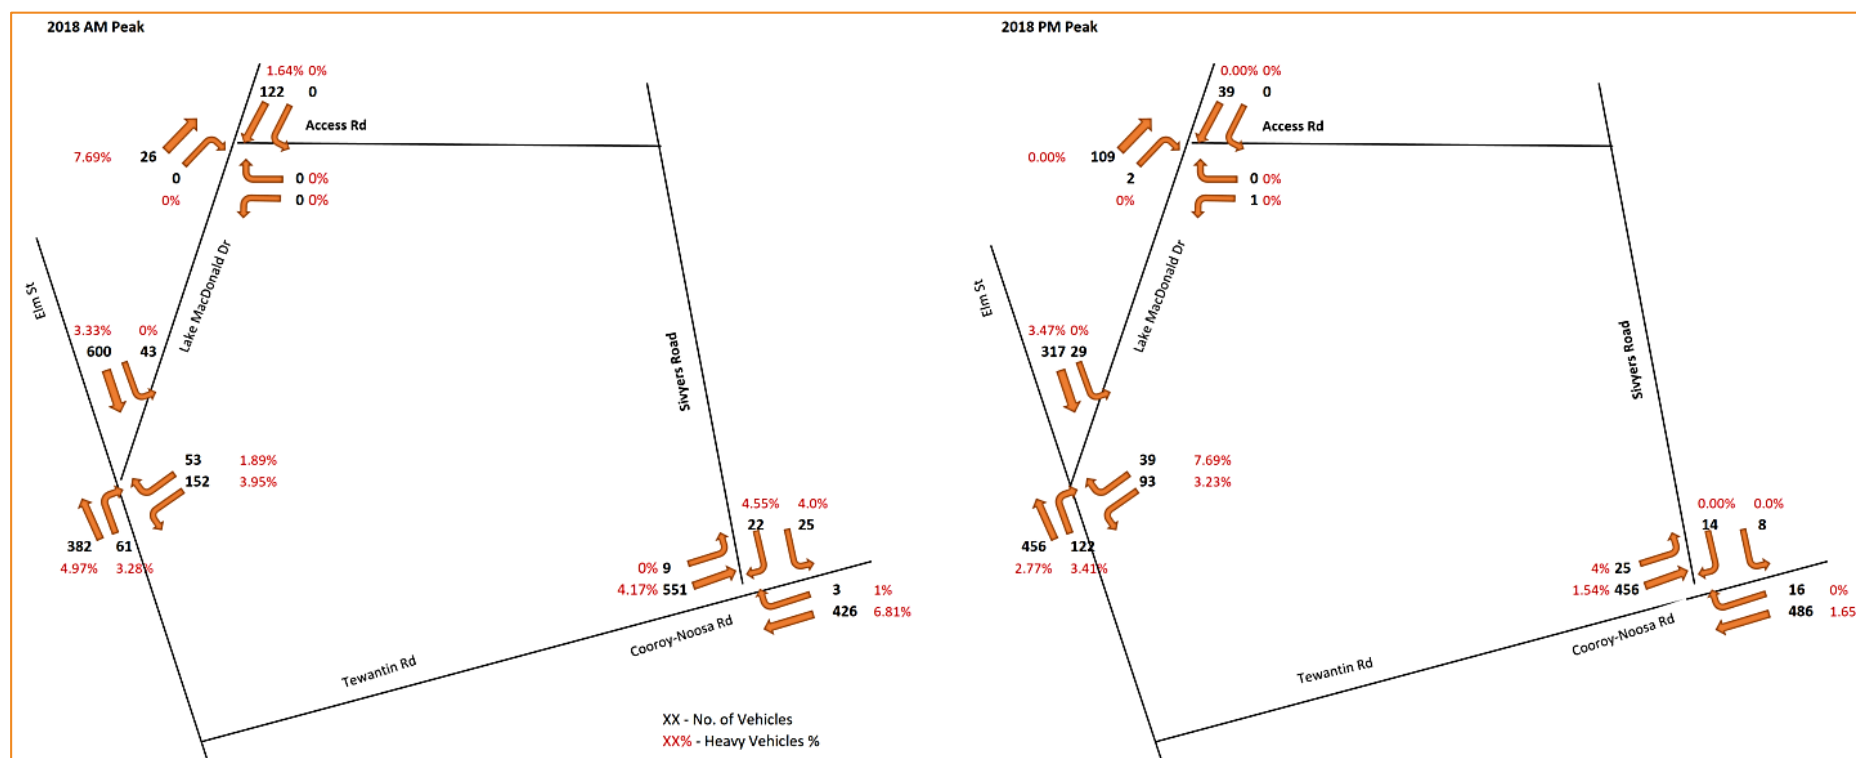 2018 AM Peak
1.64% 0%
122 0
Access Rd
7.69% 26
0
0%
0 0%
0 0%
Lake MacDonald Dr
Elm St
3.33% 0%
600 43
Sivyers Road
53 1.89%
152 3.95%
382 61
4.97% 3.28%
4.55% 4.0%
22 25
0% 9
4.17% 551
3 1%
426 6.81%
Cooroy-Noosa Rd
Tewantin Rd
XX - No. of Vehicles
XX% - Heavy Vehicles %
2018 PM Peak
0.00% 0%
39 0
Access Rd
0.00% 109
2
0%
0 0%
1 0%
Lake MacDonald Dr
Elm St
3.47% 0%
317 29
Sivyers Road
39 7.69%
93 3.23%
456 122
2.77% 3.41%
0.00% 0.0%
14 8
4% 25
1.54% 456
16 0%
486 1.65
Cooroy-Noosa Rd
Tewantin Rd